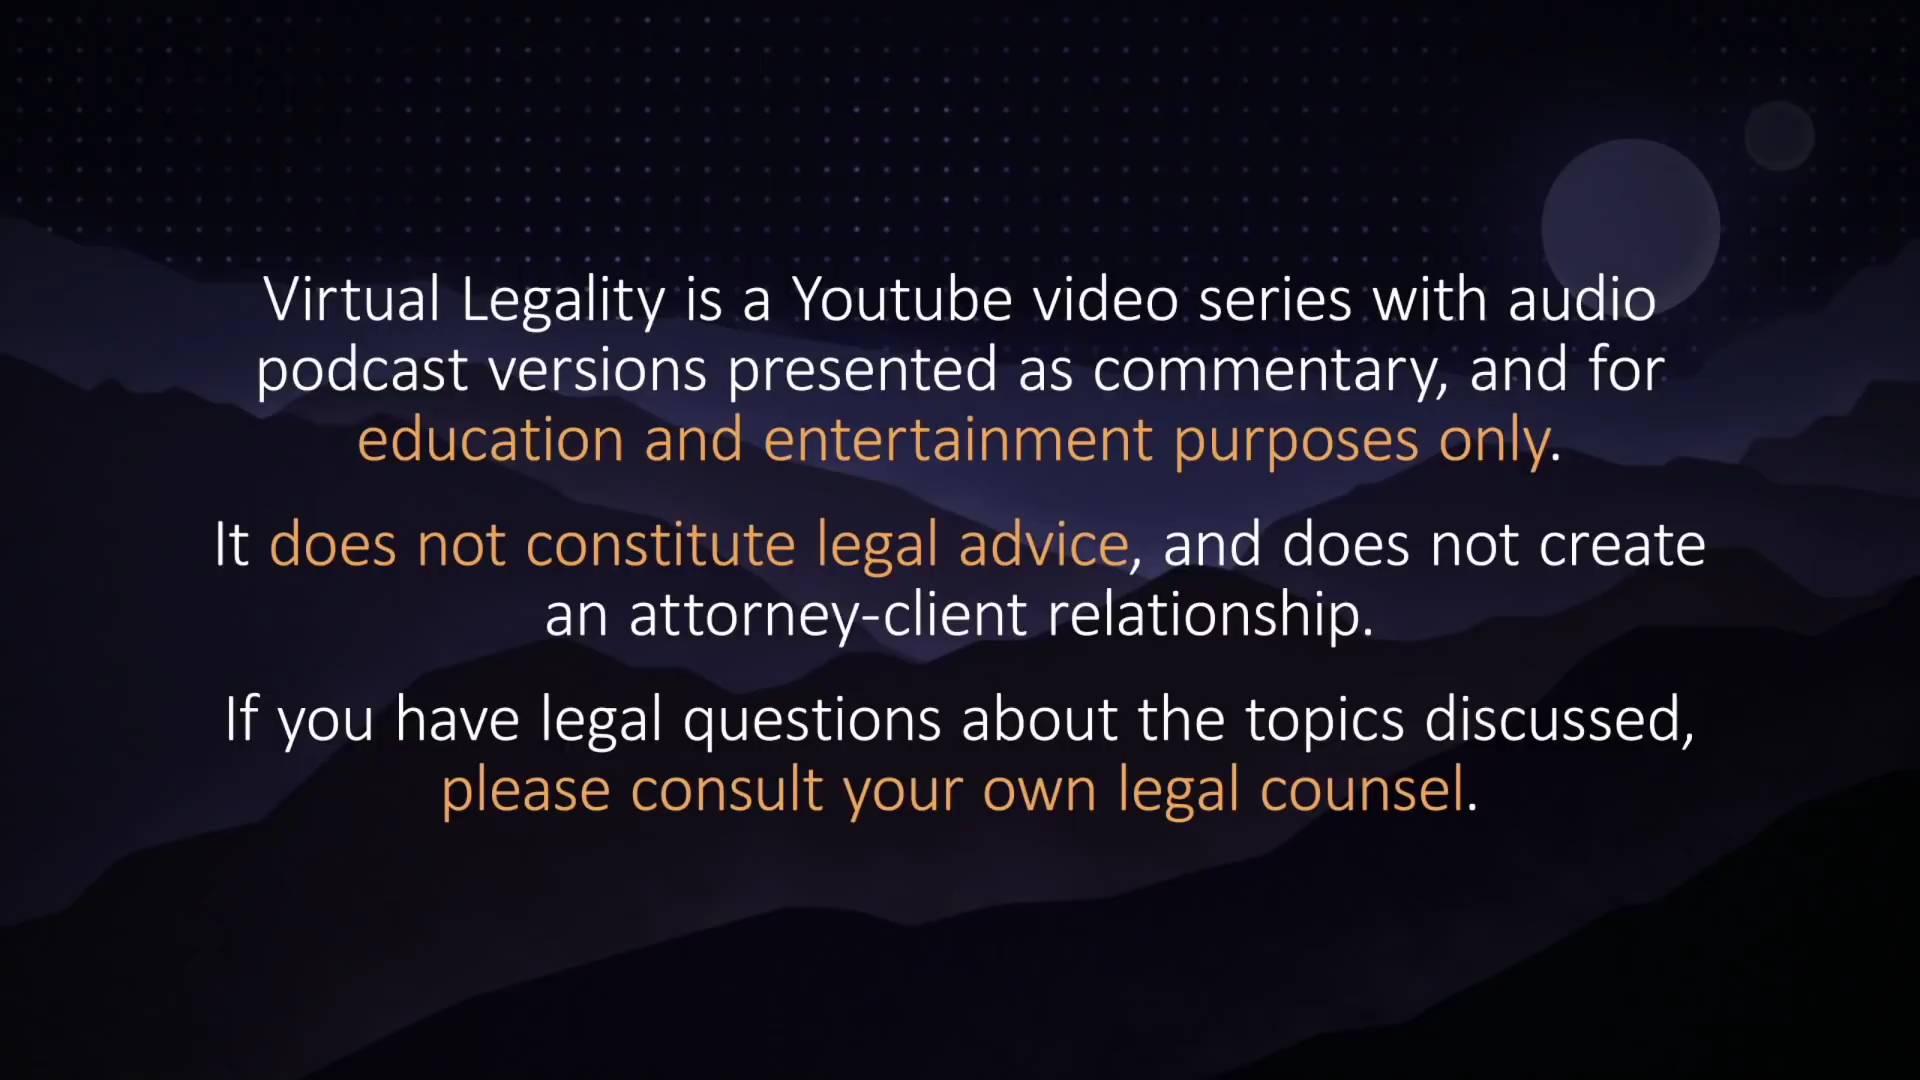 Virtual Legality is a Youtube video series with audio
podcast versions presented as commentary, and for
education and entertainment purposes only.
It does not constitute legal advice, and does not create
an attorney-client relationship.
If you have legal questions about the topics discussed,
please consult your own legal counsel.